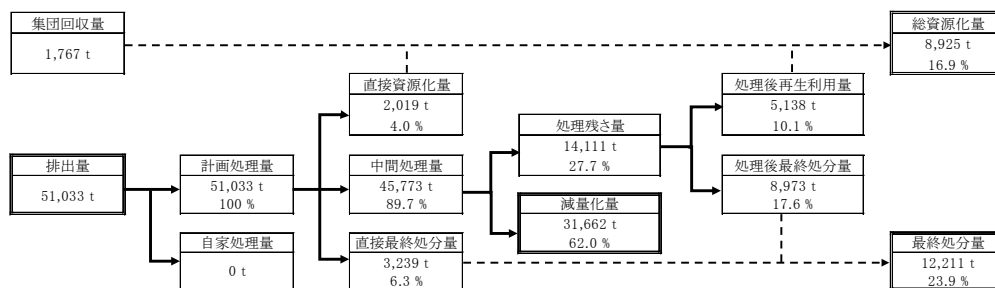 集団回収量
1,767 t
総資源化量
8,925 t
16.9 %
直接資源化量
2,019 t
4.0 %
処理後再生利用量
5,138 t
10.1 %
処理残さ量
14,111 t
27.7 %
排出量
51,033 t
計画処理量
51,033 t
100 %
中間処理量
45,773 t
89.7 %
処理後最終処分量
8,973 t
17.6 %
減量化量
31,662 t
62.0 %
自家処理量
0 t
直接最終処分量
3,239 t
6.3 %
最終処分量
12,211 t
23.9 %